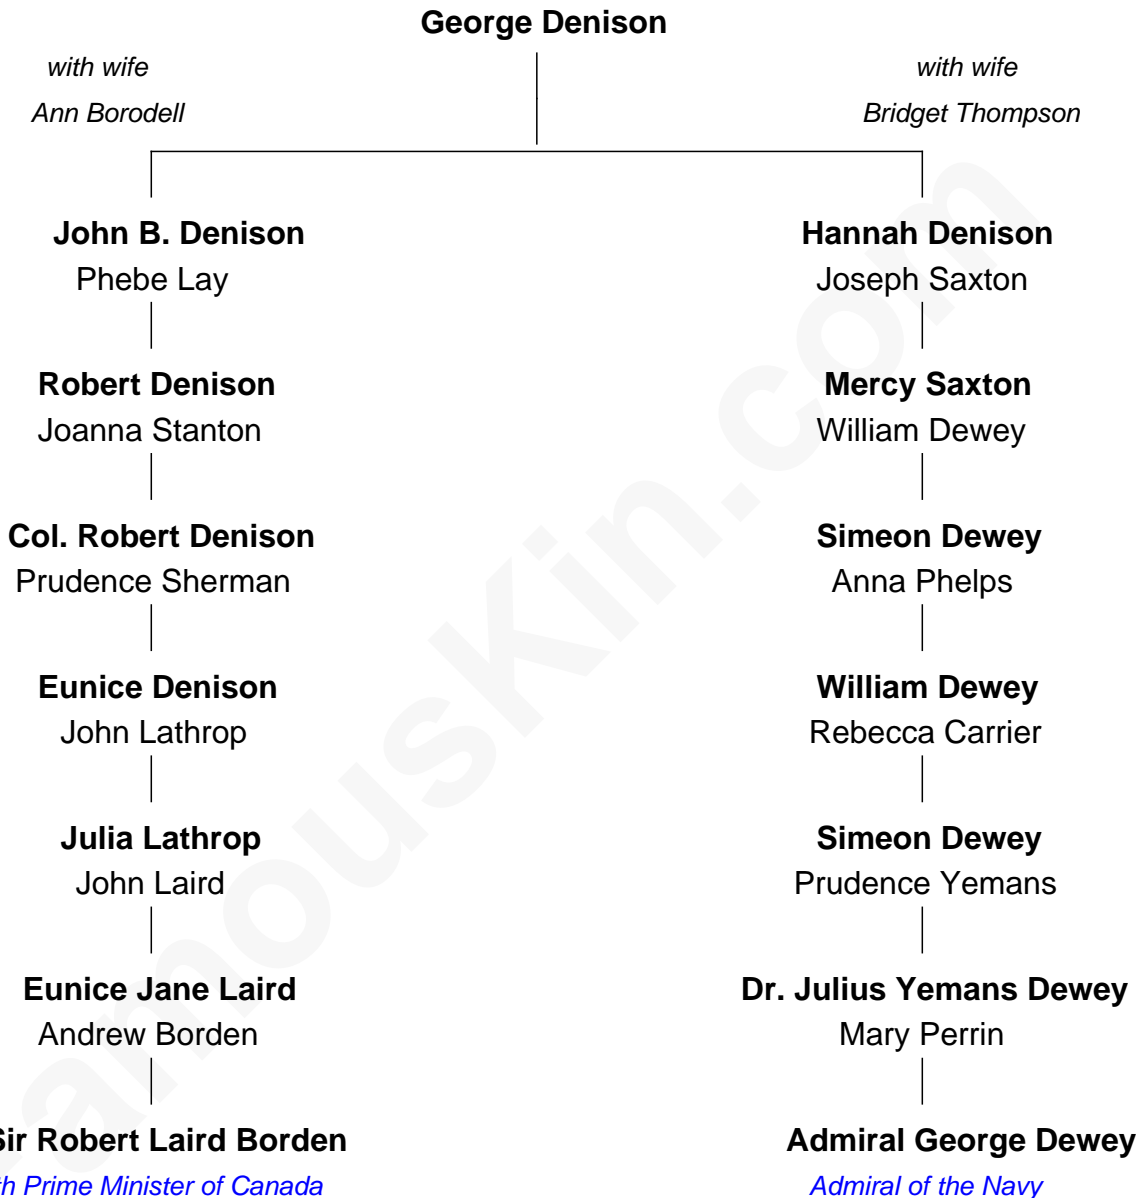 George Denison
with wife
Ann Borodell
John B. Denison
Phebe Lay
Robert Denison
Joanna Stanton
Col. Robert Denison
Prudence Sherman
Eunice Denison
John Lathrop
Julia Lathrop
John Laird
Eunice Jane Laird
Andrew Borden
Sir Robert Laird Borden
th Prime Minister of Canada
with wife
Bridget Thompson
Hannah Denison
Joseph Saxton
Mercy Saxton
William Dewey
Simeon Dewey
Anna Phelps
William Dewey
Rebecca Carrier
Simeon Dewey
Prudence Yemans
Dr. Julius Yemans Dewey
Mary Perrin
Admiral George Dewey
Admiral of the Navy
amousKin.com